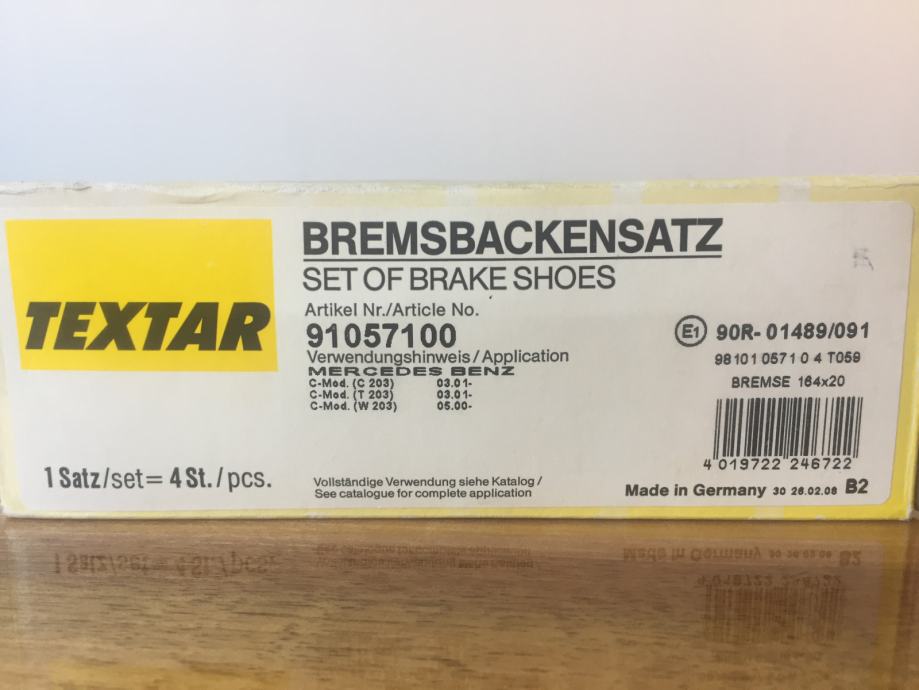 TEXTAR
BREMSBACKENSATZ
SET OF BRAKE SHOES
Artikel Nr./Article No.
91057100
Verwendungshinweis/Application
MERCEDES BENZ
C-Mod. (C 203) 03.01-
C-Mod. (T 203) 03.01-
C-Mod. (W 203) 05.00-
E1 90R- 01489/091
98101 0571 0 4 T059
BREMSE 164x20
4 019722 246722
1 Satz/set= 4 St./pcs.
Vollständige Verwendung siehe Katalog/
See catalogue for complete application
Made in Germany 30 26.02.08 B2